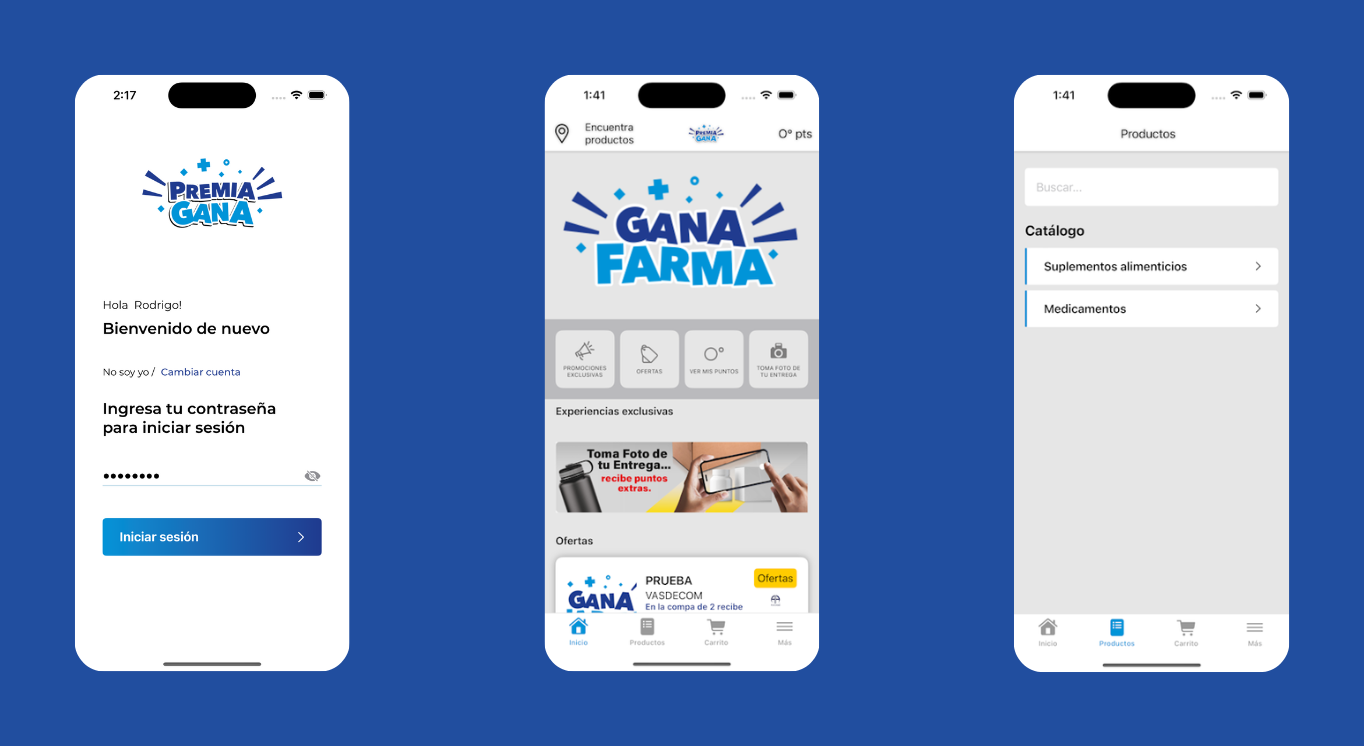 2:17
PREMIA
GANA
Hola Rodrigo!
Bienvenido de nuevo
No soy yo / Cambiar cuenta
Ingresa tu contraseña
para iniciar sesión
Iniciar sesión
1:41
Encuentra
productos
PREMIA
GANA
O° pts
GANA
FARMA
PROMOCIONES
EXCLUSIVAS
OFERTAS
VER MIS PUNTOS
TOMA FOTO DE
TU ENTREGA
Experiencias exclusivas
Toma Foto de
tu Entrega...
recibe puntos
extras.
Ofertas
GANA
PRUEBA
VASDECOM
En la compa de 2 recibe
Ofertas
Inicio
Productos
Carrito
Más
1:41
Productos
Buscar...
Catálogo
Suplementos alimenticios
Medicamentos
Inicio
Productos
Carrito
Más